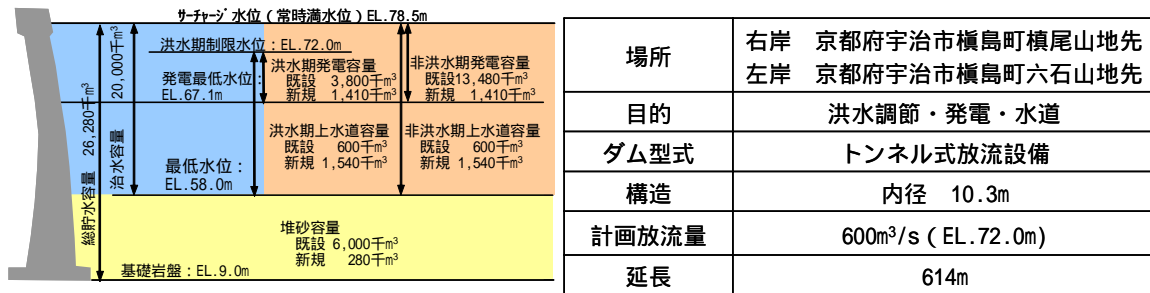 サーチャージ水位(常時満水位)EL.78.5m
洪水期制限水位:EL.72.0m
発電最低水位:
EL.67.1m
洪水期発電容量
既設 3,800千m³
新規 1,410千m³
非洪水期発電容量
既設13,480千m³
新規 1,410千m³
総貯水容量 26,280千m³
治水容量 20,000千m³
洪水期上水道容量
既設 600千m³
新規 1,540千m³
非洪水期上水道容量
既設 600千m³
新規 1,540千m³
最低水位:
EL.58.0m
堆砂容量
既設 6,000千m³
新規 280千m³
基礎岩盤:EL.9.0m
場所
右岸 京都府宇治市槇島町槙尾山地先
左岸 京都府宇治市槇島町六石山地先
目的
洪水調節・発電・水道
ダム型式
トンネル式放流設備
構造
内径 10.3m
計画放流量
600m³/s(EL.72.0m)
延長
614m